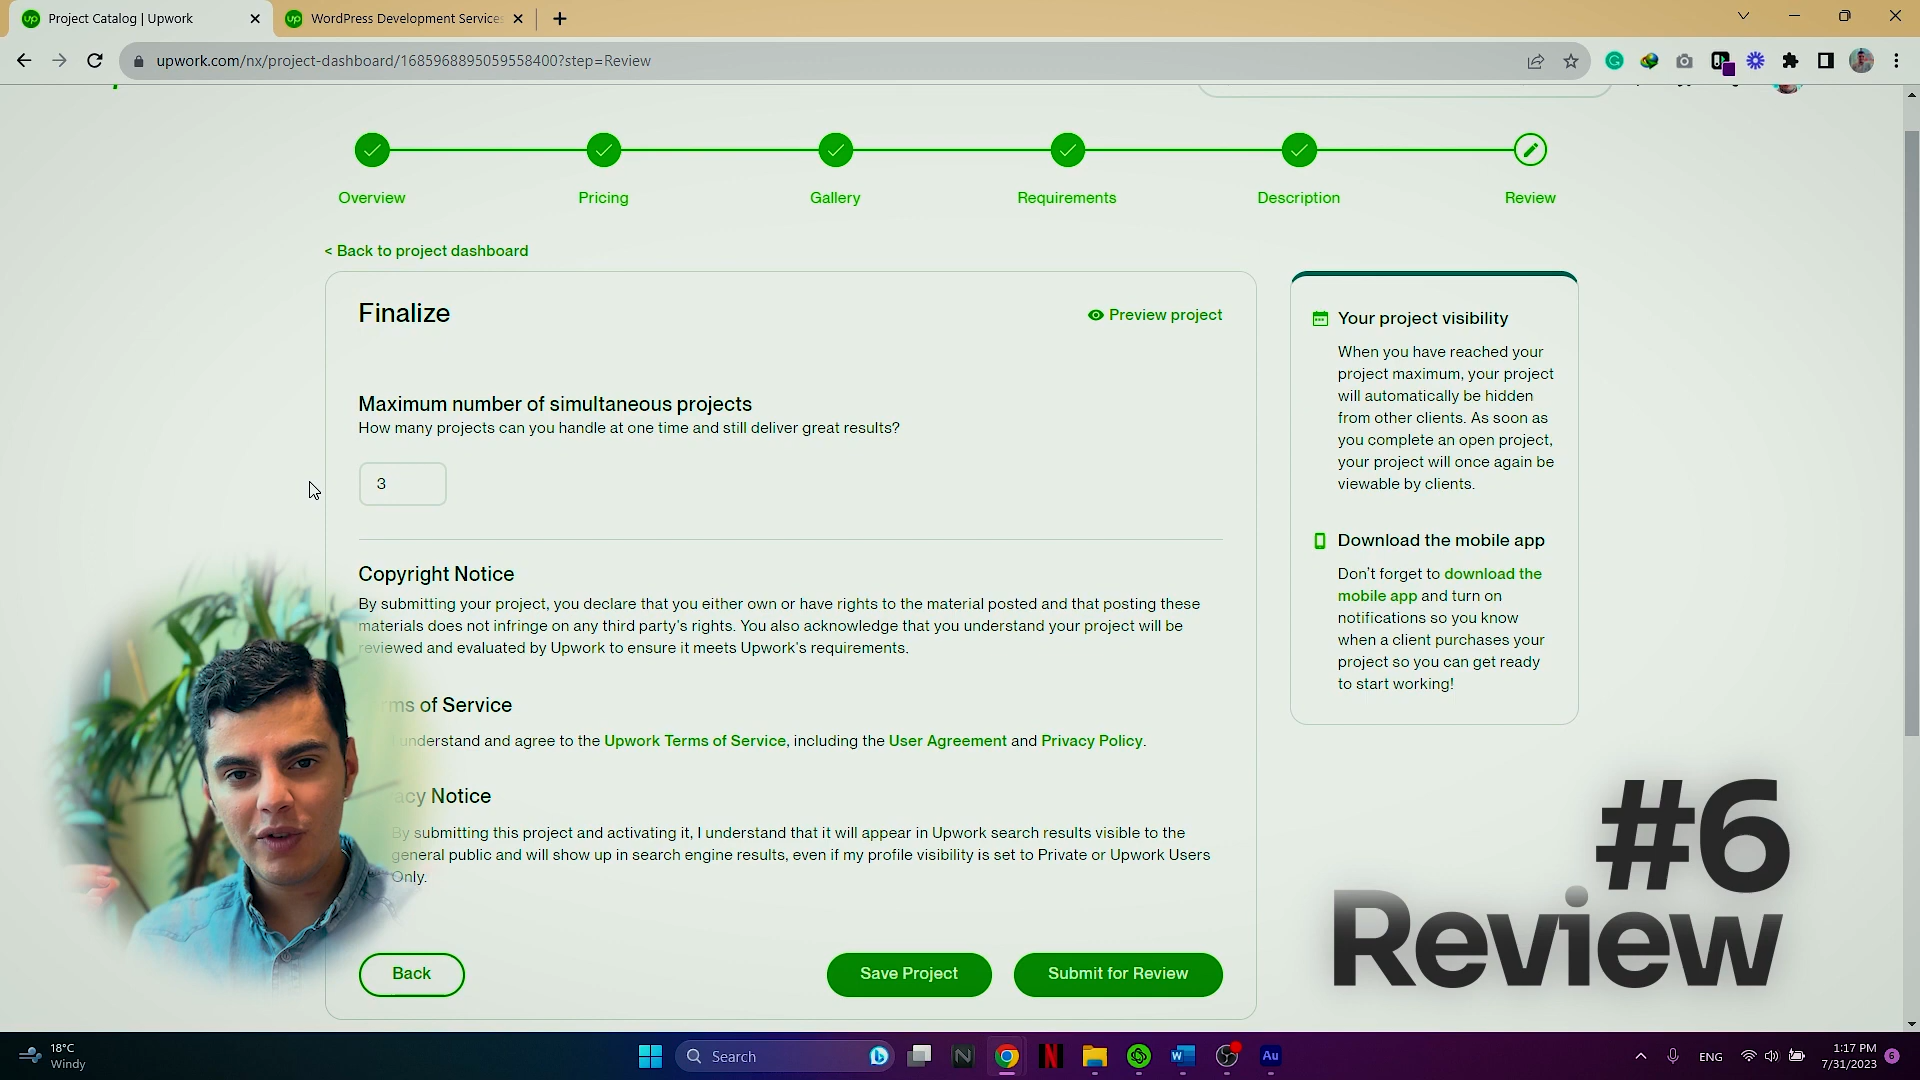 Project Catalog | Upwork
WordPress Development Services
upwork.com/nx/project-dashboard/1685968895059558400?step=Review
Overview
Pricing
Gallery
Requirements
Description
Review
< Back to project dashboard
Finalize
Preview project
Maximum number of simultaneous projects
How many projects can you handle at one time and still deliver great results?
3
Copyright Notice
By submitting your project, you declare that you either own or have rights to the material posted and that posting these
materials does not infringe on any third party's rights. You also acknowledge that you understand your project will be
reviewed and evaluated by Upwork to ensure it meets Upwork's requirements.
of Service
understand and agree to the Upwork Terms of Service, including the User Agreement and Privacy Policy.
Notice
By submitting this project and activating it, I understand that it will appear in Upwork search results visible to the
general public and will show up in search engine results, even if my profile visibility is set to Private or Upwork Users
Only.
Back
Save Project
Submit for Review
Your project visibility
When you have reached your
project maximum, your project
will automatically be hidden
from other clients. As soon as
you complete an open project,
your project will once again be
viewable by clients.
Download the mobile app
Don't forget to download the
mobile app and turn on
notifications so you know
when a client purchases your
project so you can get ready
to start working!
#6
Review
18°C
Windy
Search
ENG
1:17 PM
7/31/2023
6